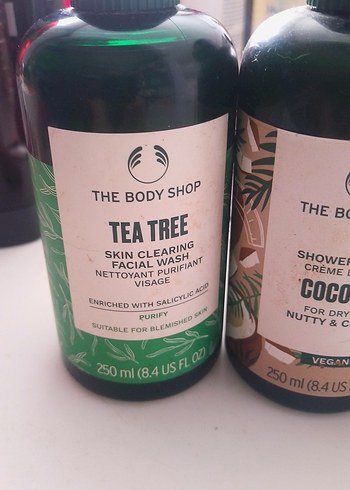 THE BODY SHOP
TEA TREE
SKIN CLEARING
FACIAL WASH
NETTOYANT PURIFIANT
VISAGE
ENRICHED WITH SALICYLIC ACID
PURIFY
SUITABLE FOR BLEMISHED SKIN
250 ml (8.4 US FL OZ)
THE BO
SHOWER
CRÈME
COCO
FOR DRY
NUTTY & C
VEGAN
250 ml (8.4 US